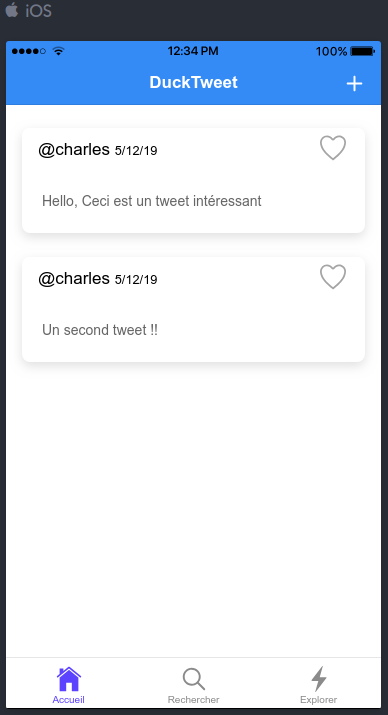 iOS
12:34 PM 100%
DuckTweet +
@charles 5/12/19
Hello, Ceci est un tweet intéressant
@charles 5/12/19
Un second tweet !!
Accueil Rechercher Explorer